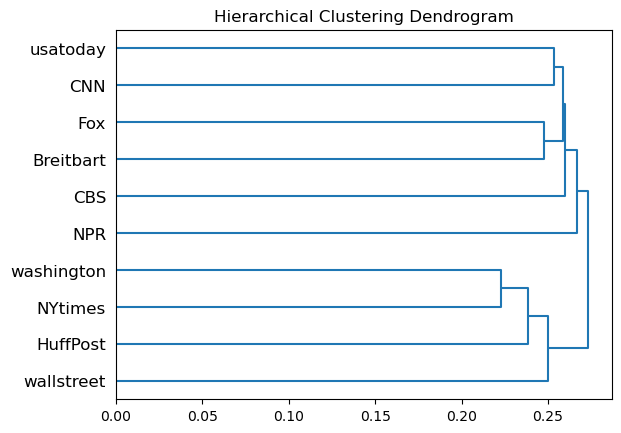 Hierarchical Clustering Dendrogram
usatoday
CNN
Fox
Breitbart
CBS
NPR
washington
NYtimes
HuffPost
wallstreet
0.00 0.05 0.10 0.15 0.20 0.25